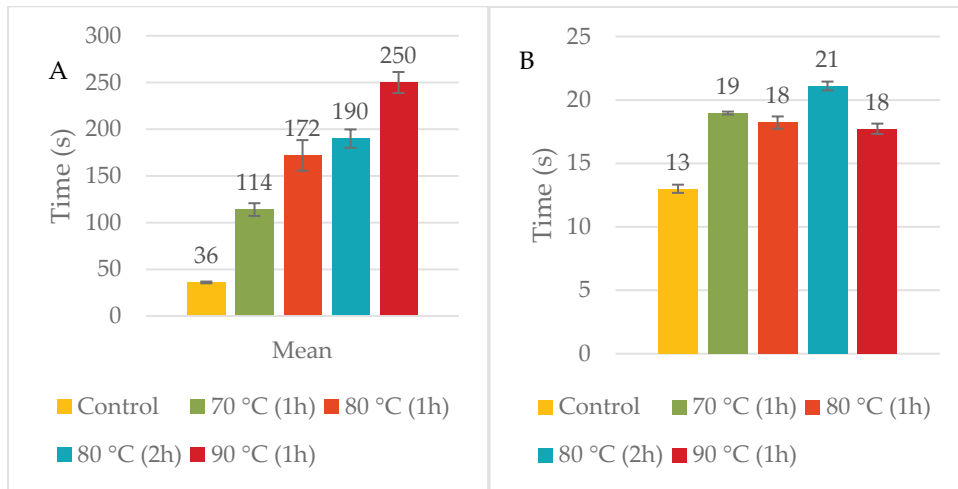 A
Time (s)
300
250
200
150
100
50
0
36
114
172
190
250
Mean
Control
70 °C (1h)
80 °C (1h)
80 °C (2h)
90 °C (1h)
B
Time (s)
25
20
15
10
5
0
13
19
18
21
18
Control
70 °C (1h)
80 °C (1h)
80 °C (2h)
90 °C (1h)